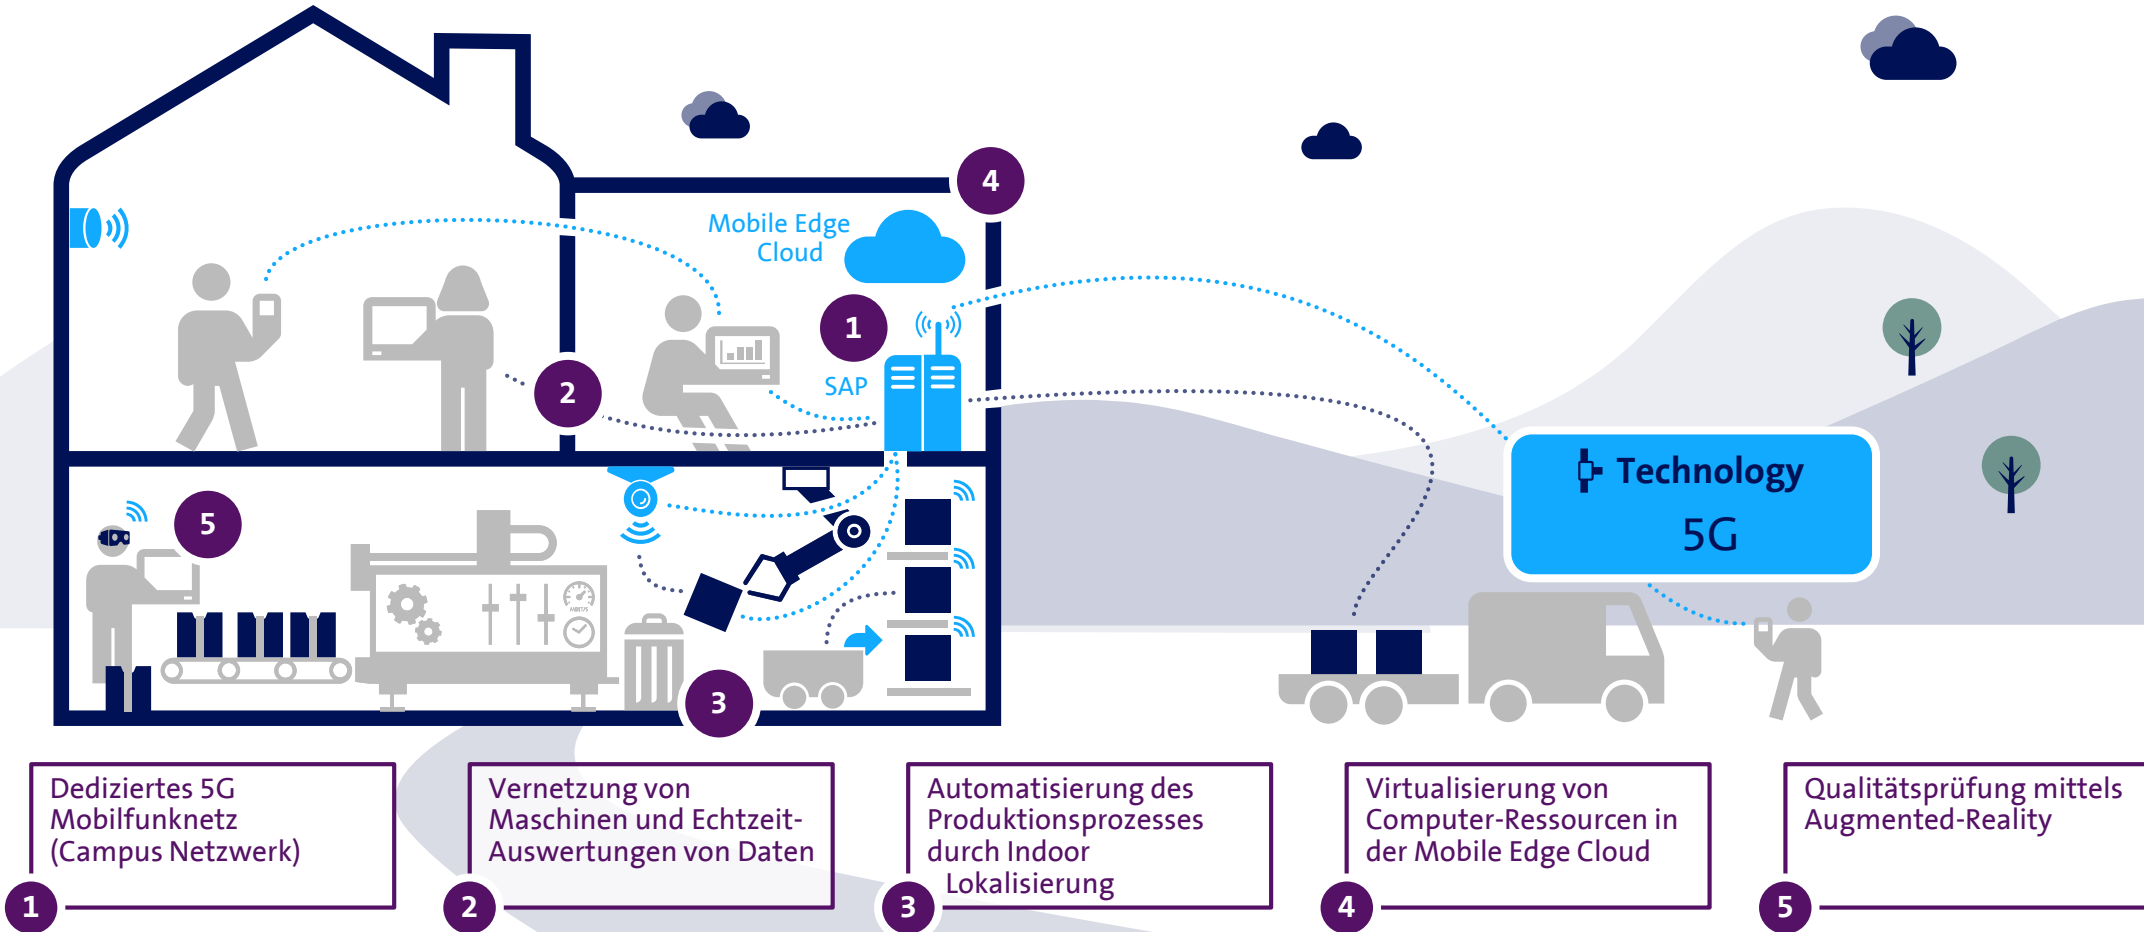 4
Mobile Edge
Cloud
1
SAP
2
Technology
5G
5
3
Dediziertes 5G
Mobilfunknetz
(Campus Netzwerk)
1
Vernetzung von
Maschinen und Echtzeit-
Auswertungen von Daten
2
Automatisierung des
Produktionsprozesses
durch Indoor
Lokalisierung
3
Virtualisierung von
Computer-Ressourcen in
der Mobile Edge Cloud
4
Qualitätsprüfung mittels
Augmented-Reality
5